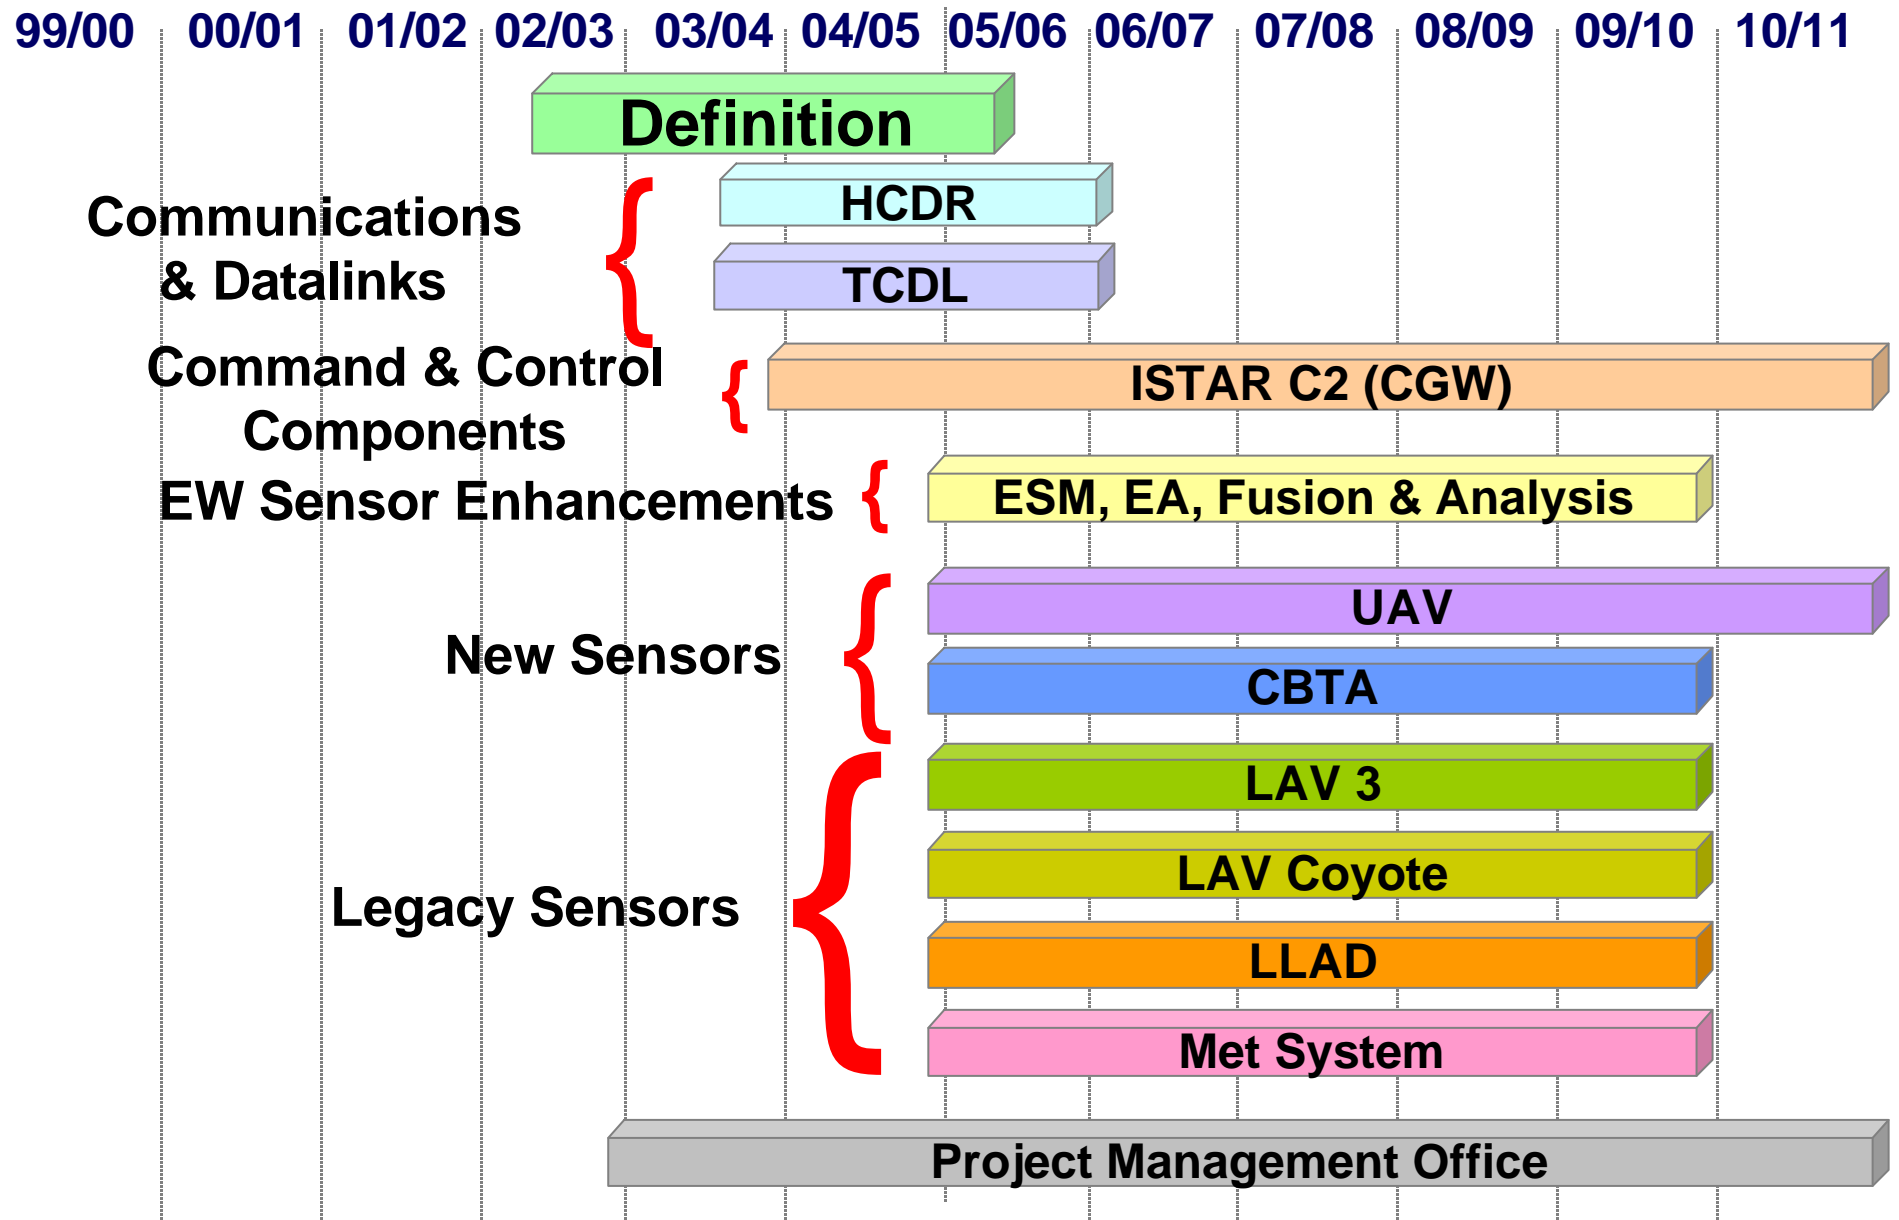 99/00 00/01 01/02 02/03 03/04 04/05 05/06 06/07 07/08 08/09 09/10 10/11
Definition
Communications
& Datalinks
HCDR
TCDL
Command & Control
Components
ISTAR C2 (CGW)
EW Sensor Enhancements
ESM, EA, Fusion & Analysis
New Sensors
UAV
CBTA
Legacy Sensors
LAV 3
LAV Coyote
LLAD
Met System
Project Management Office